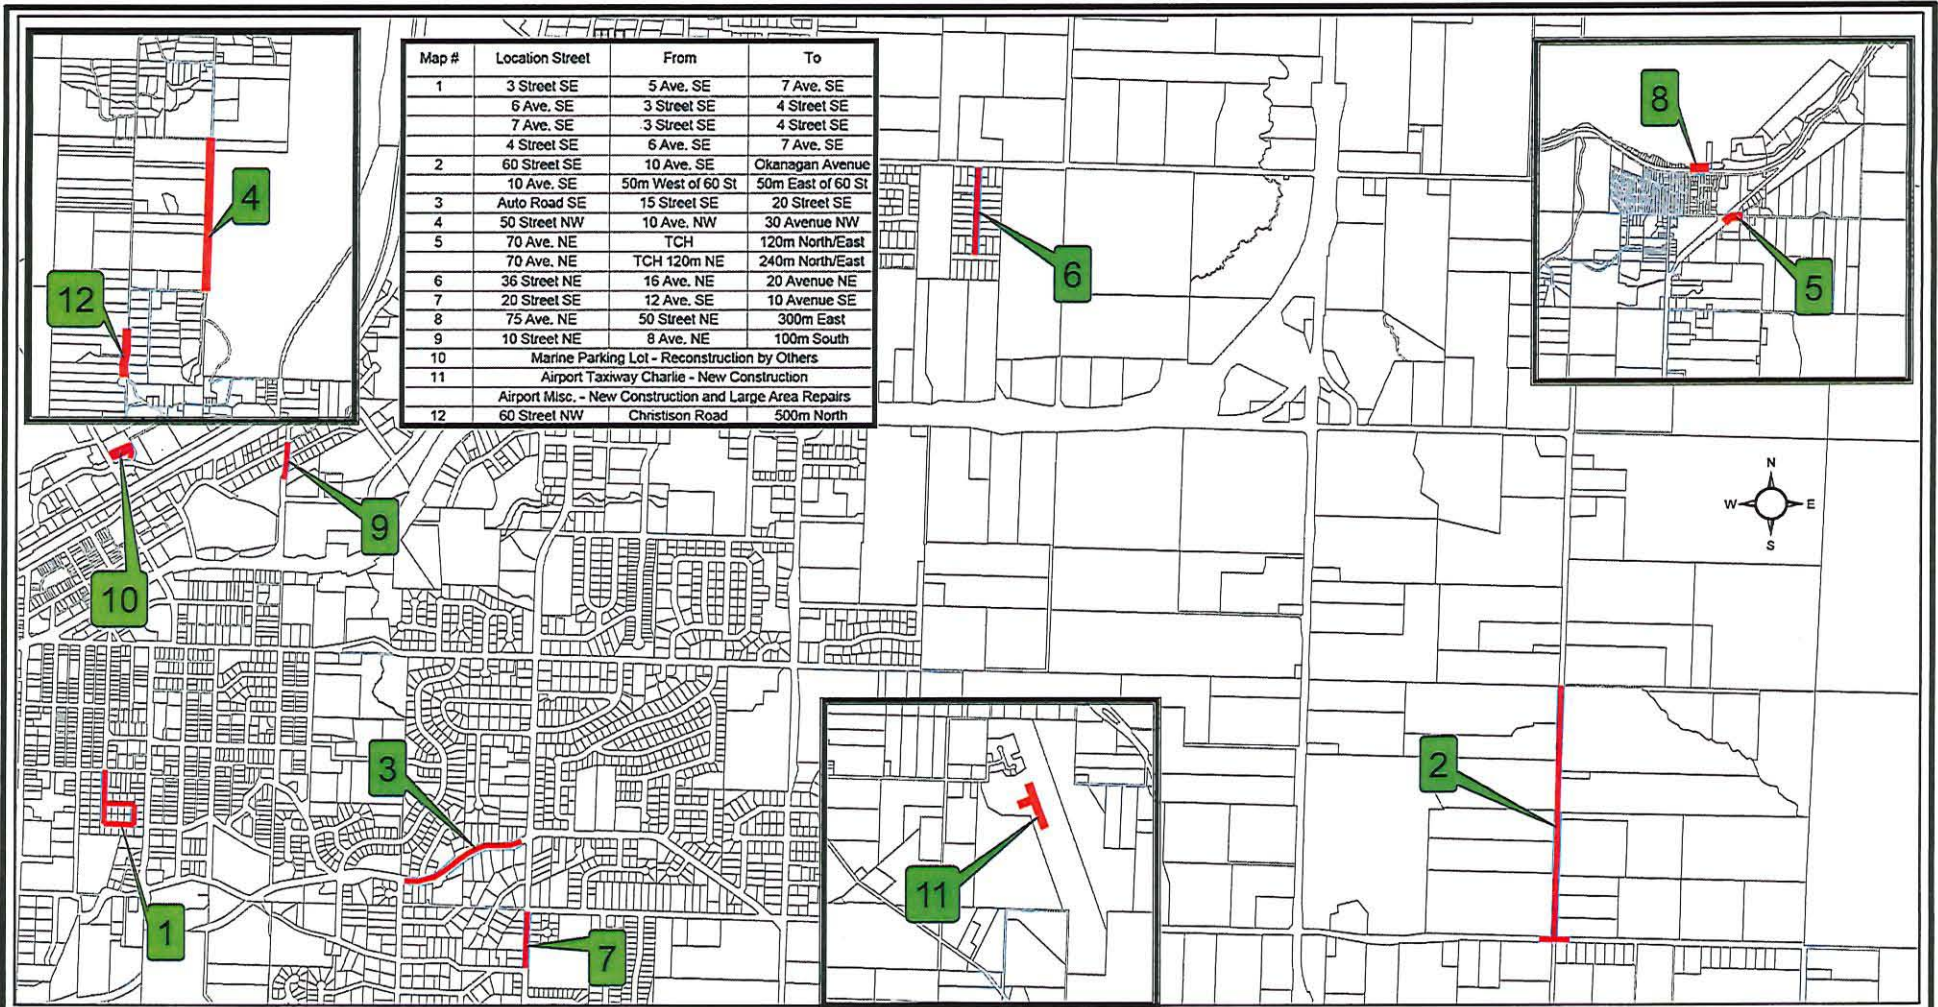 Map # Location Street From To
1 3 Street SE 5 Ave. SE 7 Ave. SE
6 Ave. SE 3 Street SE 4 Street SE
7 Ave. SE 3 Street SE 4 Street SE
4 Street SE 6 Ave. SE 7 Ave. SE
2 60 Street SE 10 Ave. SE Okanagan Avenue
10 Ave. SE 50m West of 60 St 50m East of 60 St
3 Auto Road SE 15 Street SE 20 Street SE
4 50 Street NW 10 Ave. NW 30 Avenue NW
5 70 Ave. NE TCH 120m North/East
70 Ave. NE TCH 120m NE 240m North/East
6 36 Street NE 16 Ave. NE 20 Avenue NE
7 20 Street SE 12 Ave. SE 10 Avenue SE
8 75 Ave. NE 50 Street NE 300m East
9 10 Street NE 8 Ave. NE 100m South
10 Marine Parking Lot - Reconstruction by Others
11 Airport Taxiway Charlie - New Construction
Airport Misc. - New Construction and Large Area Repairs
12 60 Street NW Christison Road 500m North
4
12
8
5
6
9
10
N
W E
S
3
2
11
1
7